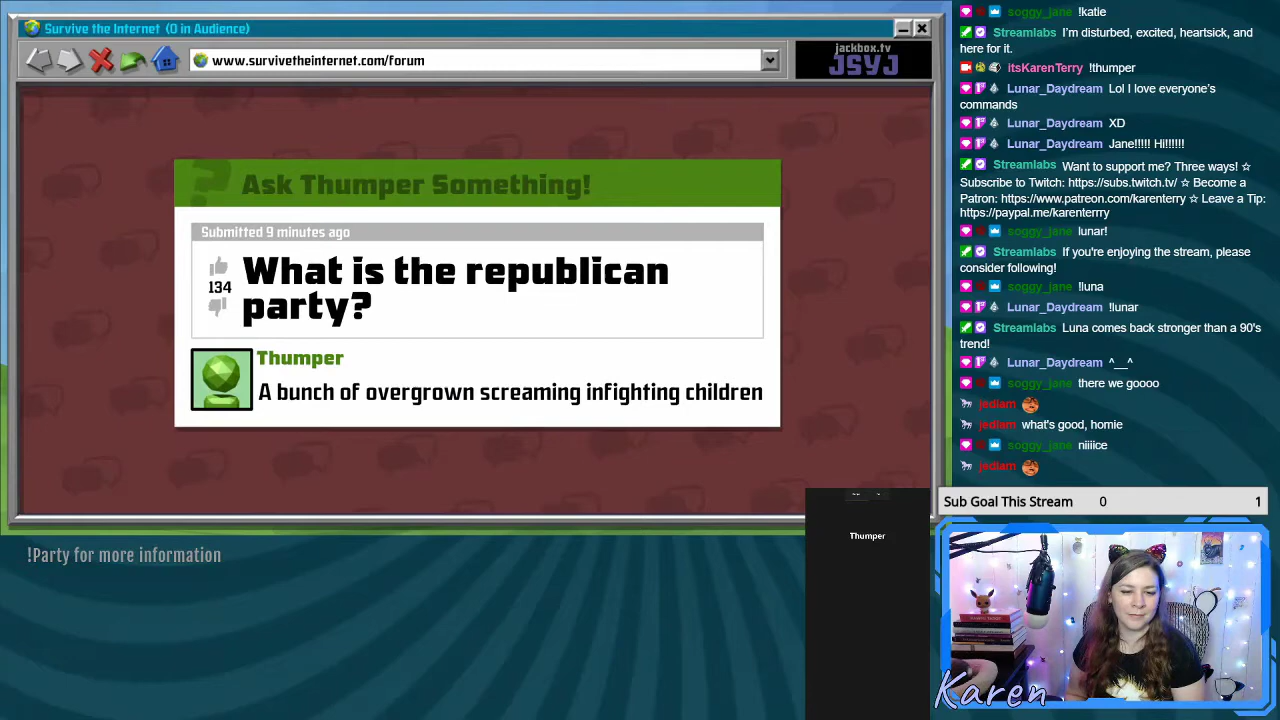 Survive the Internet (0 in Audience)
www.survivetheinternet.com/forum
jackbox.tv
JSYJ
Ask Thumper Something!
Submitted 9 minutes ago
134
What is the republican
party?
Thumper
A bunch of overgrown screaming infighting children
!Party for more information
Thumper
soggy_jane !katie
Streamlabs I'm disturbed, excited, heartsick, and
here for it.
itsKarenTerry !thumper
Lunar_Daydream Lol I love everyone's
commands
Lunar_Daydream XD
Lunar_Daydream Jane!!!!! Hi!!!!!!
Streamlabs Want to support me? Three ways! ☆
Subscribe to Twitch: https://subs.twitch.tv/ ☆ Become a
Patron: https://www.patreon.com/karenterry ☆ Leave a Tip:
https://paypal.me/karenterrry
soggy_jane lunar!
Streamlabs If you're enjoying the stream, please
consider following!
soggy_jane !luna
Lunar_Daydream !lunar
Streamlabs Luna comes back stronger than a 90's
trend!
Lunar_Daydream ^__^
soggy_jane there we goooo
jedlam
jedlam what's good, homie
soggy_jane niiiice
jedlam
Sub Goal This Stream 0 1
Karen